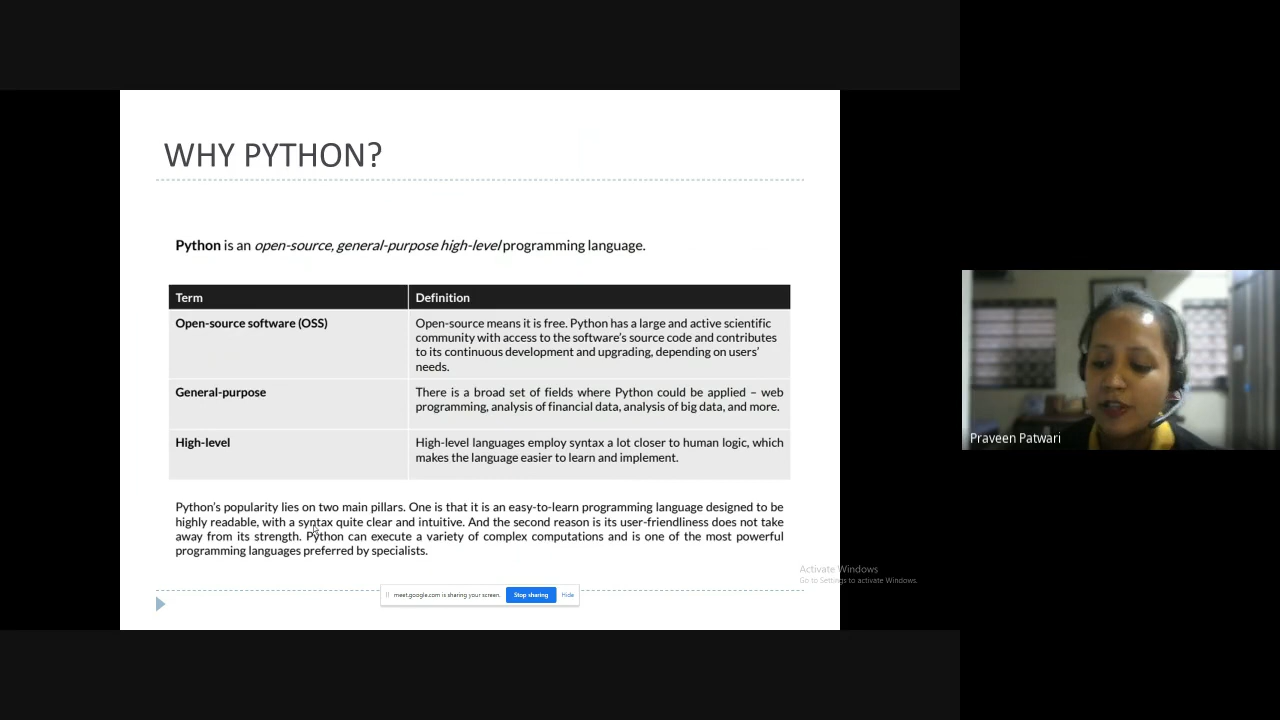 WHY PYTHON?
Python is an open-source, general-purpose high-level programming language.
Term
Definition
Open-source software (OSS)
Open-source means it is free. Python has a large and active scientific
community with access to the software's source code and contributes
to its continuous development and upgrading, depending on users'
needs.
General-purpose
There is a broad set of fields where Python could be applied – web
programming, analysis of financial data, analysis of big data, and more.
High-level
High-level languages employ syntax a lot closer to human logic, which
makes the language easier to learn and implement.
Python's popularity lies on two main pillars. One is that it is an easy-to-learn programming language designed to be
highly readable, with a syntax quite clear and intuitive. And the second reason is its user-friendliness does not take
away from its strength. Python can execute a variety of complex computations and is one of the most powerful
programming languages preferred by specialists.
meet.google.com is sharing your screen.
Stop sharing
Hide
Activate Windows
Go to Settings to activate Windows.
Praveen Patwari